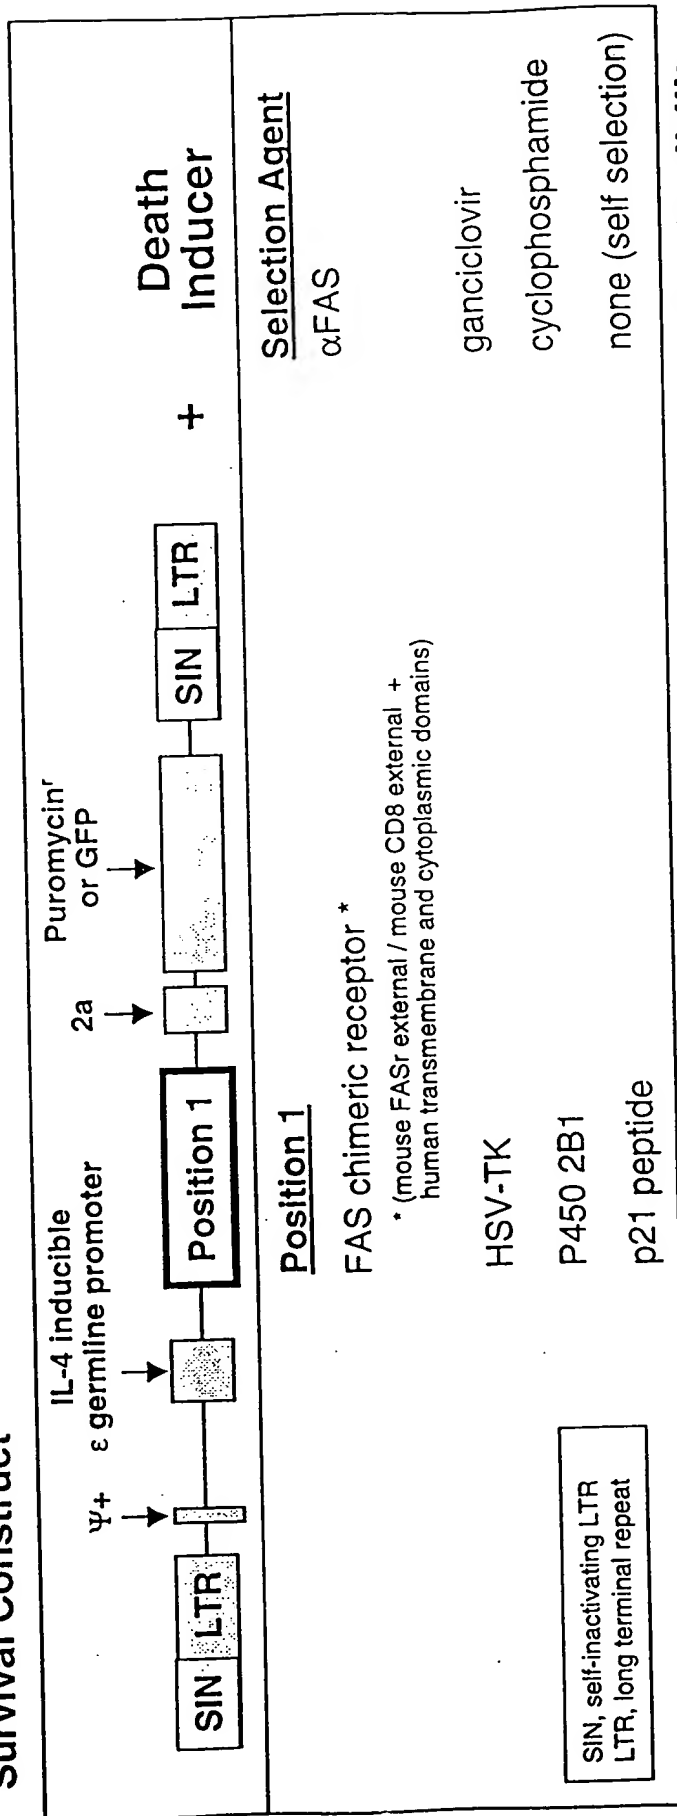 Survival Construct
Ψ+
IL-4 inducible
ε germline promoter
2a
Puromycinʳ
or GFP
SIN
LTR
Position 1
SIN
LTR
+
Death
Inducer
Position 1
Selection Agent
FAS chimeric receptor *
αFAS
* (mouse FASr external / mouse CD8 external +
human transmembrane and cytoplasmic domains)
HSV-TK
ganciclovir
P450 2B1
cyclophosphamide
p21 peptide
none (self selection)
SIN, self-inactivating LTR
LTR, long terminal repeat